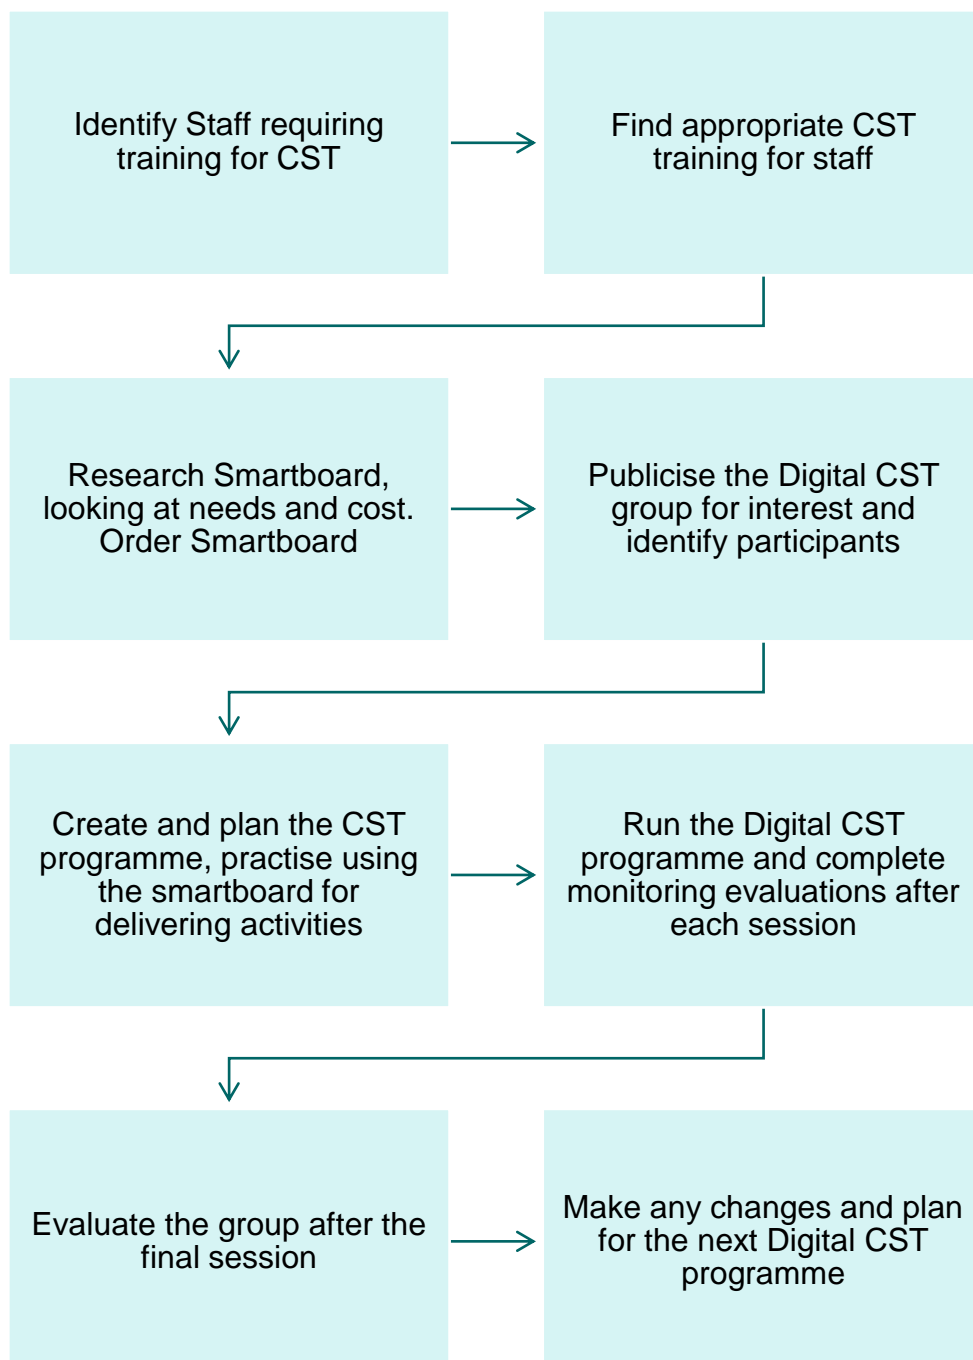 Identify Staff requiring
training for CST
Find appropriate CST
training for staff
Research Smartboard,
looking at needs and cost.
Order Smartboard
Publicise the Digital CST
group for interest and
identify participants
Create and plan the CST
programme, practise using
the smartboard for
delivering activities
Run the Digital CST
programme and complete
monitoring evaluations after
each session
Evaluate the group after the
final session
Make any changes and plan
for the next Digital CST
programme